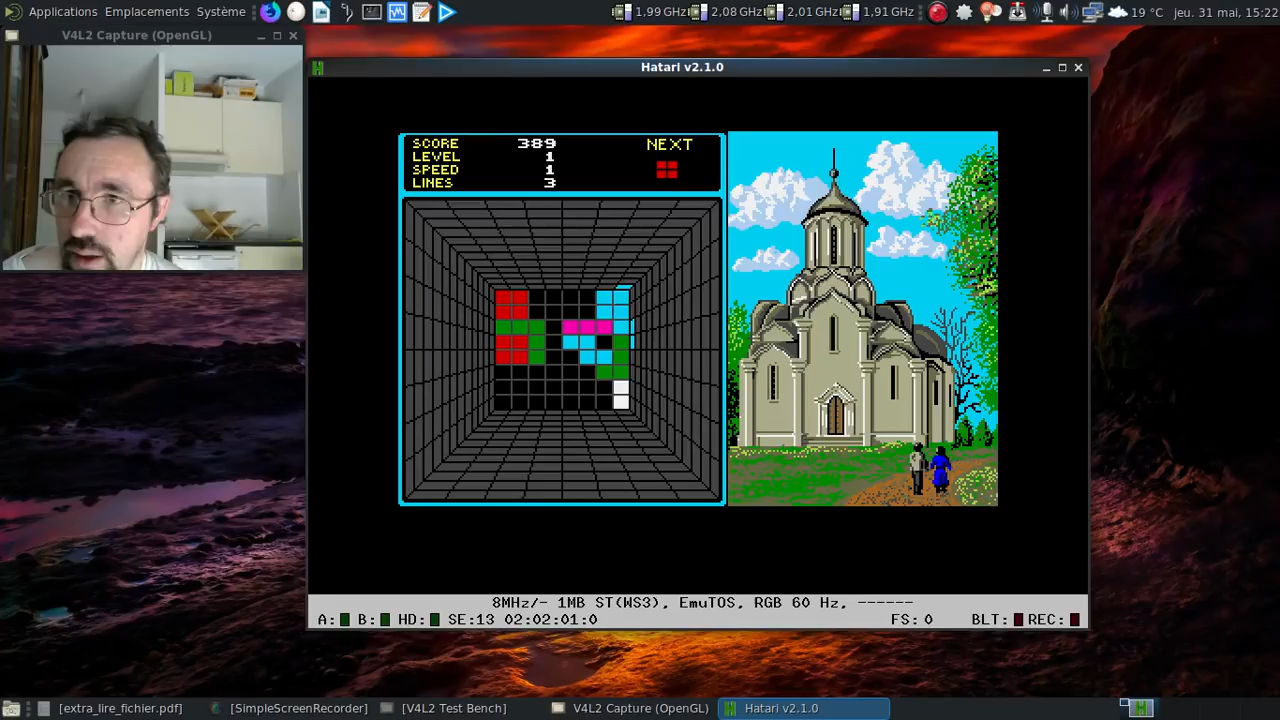 Applications Emplacements Système
1,99 GHz 2,08 GHz 2,01 GHz 1,91 GHz 19 °C jeu. 31 mai, 15:22
V4L2 Capture (OpenGL)
Hatari v2.1.0
SCORE 389 NEXT
LEVEL 1
SPEED 1
LINES 3
8MHz/- 1MB ST(WS3), EmuTOS, RGB 60 Hz, ------
A: B: HD: SE:13 02:02:01:0 FS: 0 BLT: REC:
[extra_lire_fichier.pdf] [SimpleScreenRecorder] [V4L2 Test Bench] V4L2 Capture (OpenGL) Hatari v2.1.0